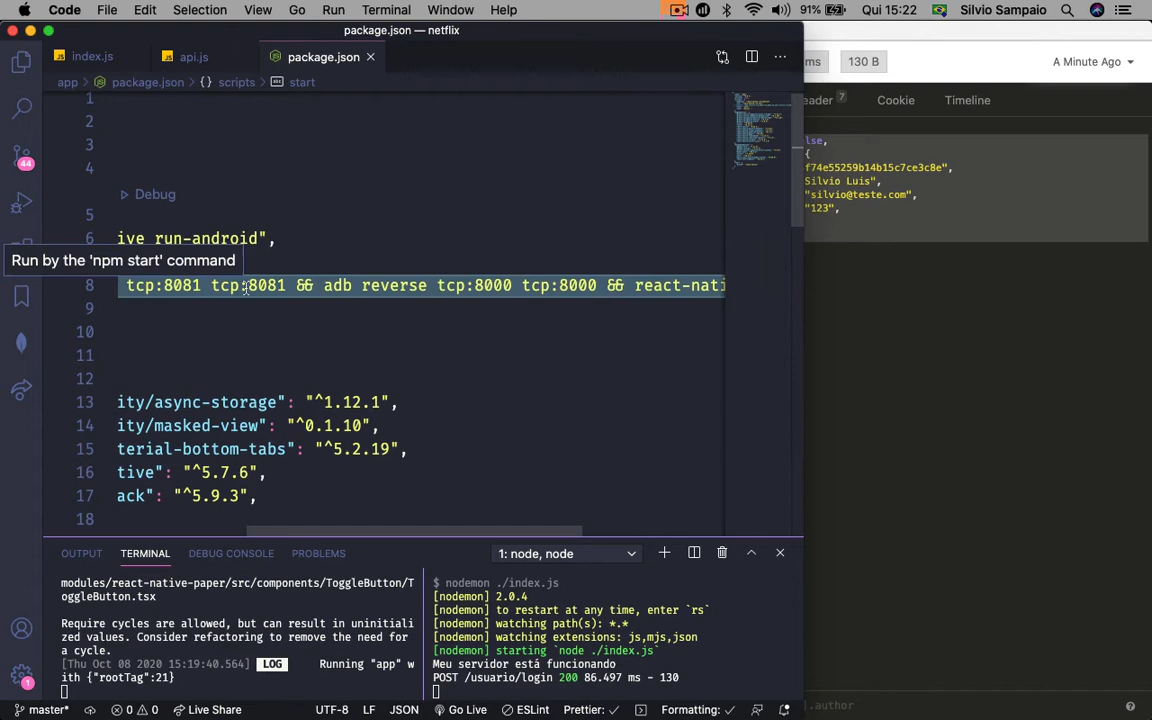 Code File Edit Selection View Go Run Terminal Window Help 91% Qui 15:22 Silvio Sampaio
package.json — netflix
index.js api.js package.json
app package.json {} scripts start
ms 130 B A Minute Ago
eader 7 Cookie Timeline
1
2
3
4
Debug
5
6 ive run-android",
Run by the 'npm start' command
8 tcp:8081 tcp:8081 && adb reverse tcp:8000 tcp:8000 && react-nati
9
10
11
12
13 ity/async-storage": "^1.12.1",
14 ity/masked-view": "^0.1.10",
15 terial-bottom-tabs": "^5.2.19",
16 tive": "^5.7.6",
17 ack": "^5.9.3",
18
44
lse,
{
f74e55259b14b15c7ce3c8e",
Silvio Luis",
"silvio@teste.com",
"123",
OUTPUT TERMINAL DEBUG CONSOLE PROBLEMS 1: node, node
modules/react-native-paper/src/components/ToggleButton/T
oggleButton.tsx
Require cycles are allowed, but can result in uninitiali
zed values. Consider refactoring to remove the need for
a cycle.
[Thu Oct 08 2020 15:19:40.564] LOG Running "app" w
ith {"rootTag":21}
$ nodemon ./index.js
[nodemon] 2.0.4
[nodemon] to restart at any time, enter `rs`
[nodemon] watching path(s): *.*
[nodemon] watching extensions: js,mjs,json
[nodemon] starting `node ./index.js`
Meu servidor está funcionando
POST /usuario/login 200 86.497 ms - 130
1
master* 0 0 Live Share UTF-8 LF JSON Go Live ESLint Prettier: Formatting:
].author